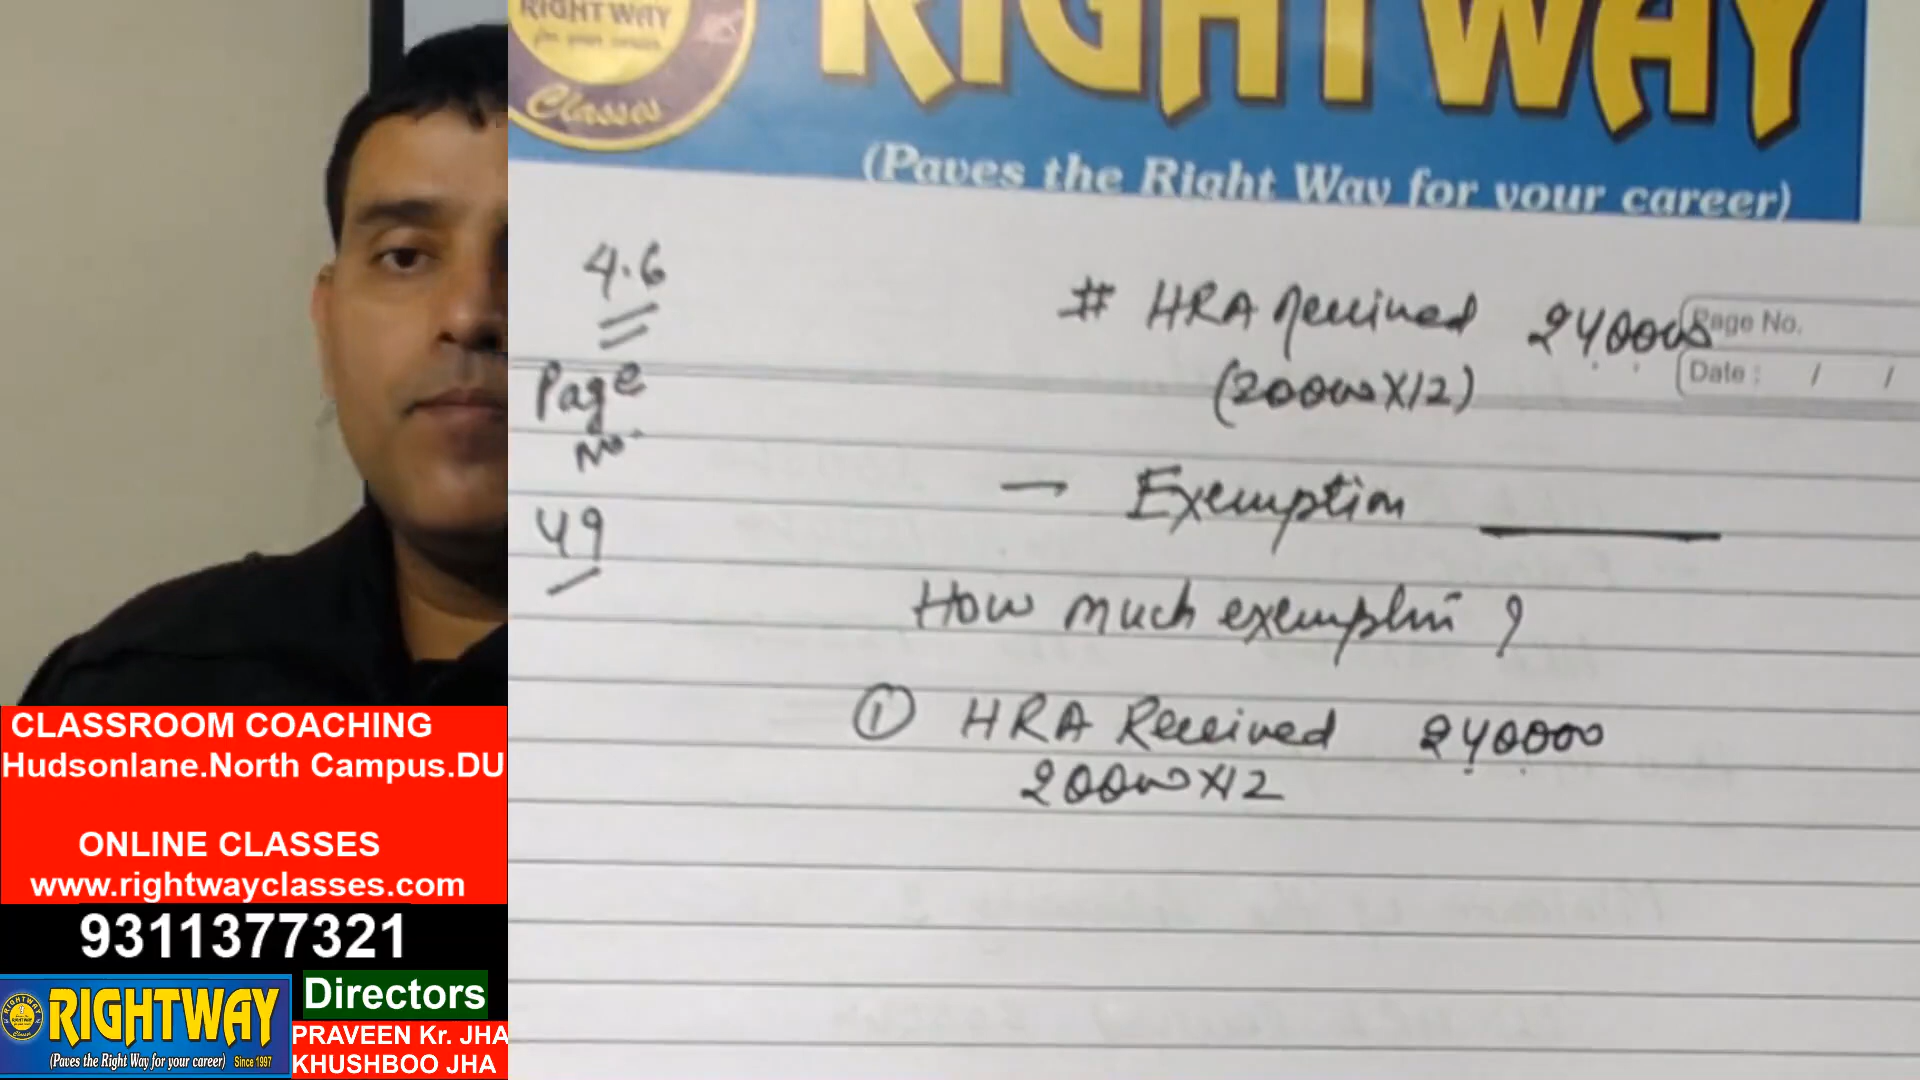 RIGHTWAY
for your career
Classes
RIGHTWAY
(Paves the Right Way for your career)
4.6
Page
No.
49
# HRA Received 240000
(20000X12)
Page No.
Date : / /
- Exemption
How much exemption ?
① HRA Received 240000
20000X12
CLASSROOM COACHING
Hudsonlane.North Campus.DU
ONLINE CLASSES
www.rightwayclasses.com
9311377321
RIGHTWAY
(Paves the Right Way for your career) Since 1997
Directors
PRAVEEN Kr. JHA
KHUSHBOO JHA